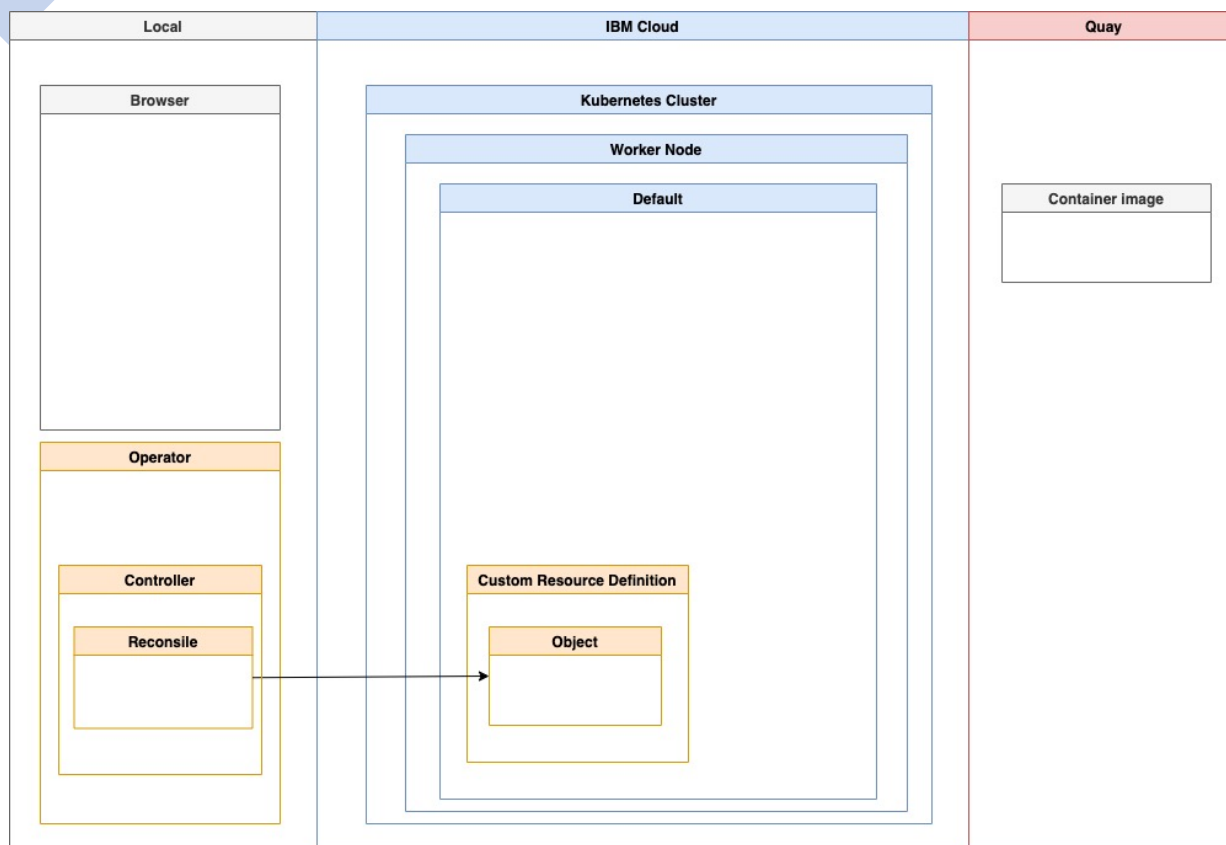 Local
IBM Cloud
Quay
Browser
Kubernetes Cluster
Worker Node
Default
Container image
Operator
Controller
Custom Resource Definition
Reconsile
Object